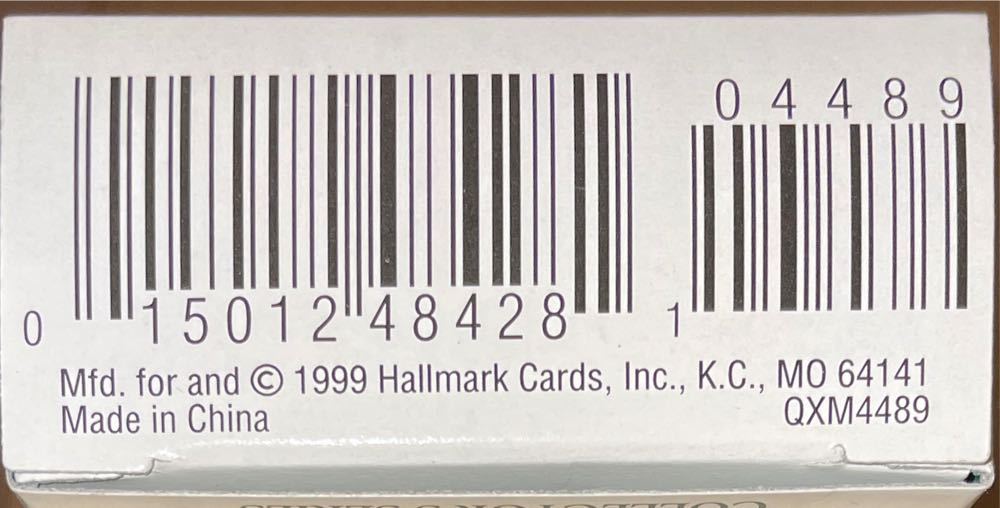 04489
0 15012 48428 1
Mfd. for and © 1999 Hallmark Cards, Inc., K.C., MO 64141
Made in China QXM4489